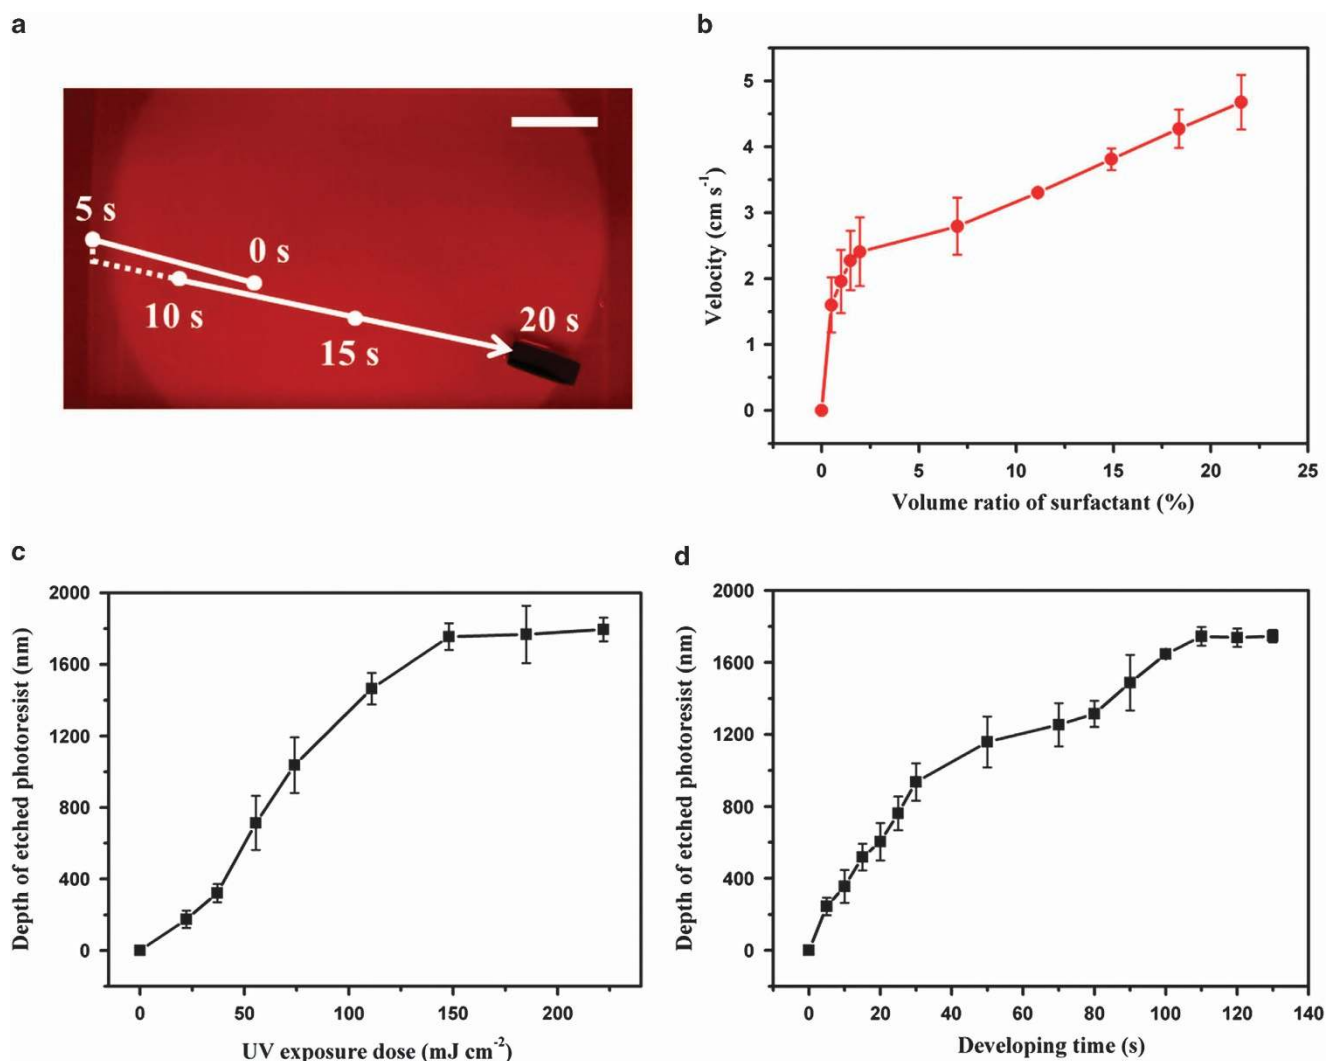 a
5 s
0 s
10 s
15 s
20 s
b
Velocity (cm s⁻¹)
5
4
3
2
1
0
0 5 10 15 20 25
Volume ratio of surfactant (%)
c
Depth of etched photoresist (nm)
2000
1600
1200
800
400
0
0 50 100 150 200
UV exposure dose (mJ cm⁻²)
d
Depth of etched photoresist (nm)
2000
1600
1200
800
400
0
0 20 40 60 80 100 120 140
Developing time (s)